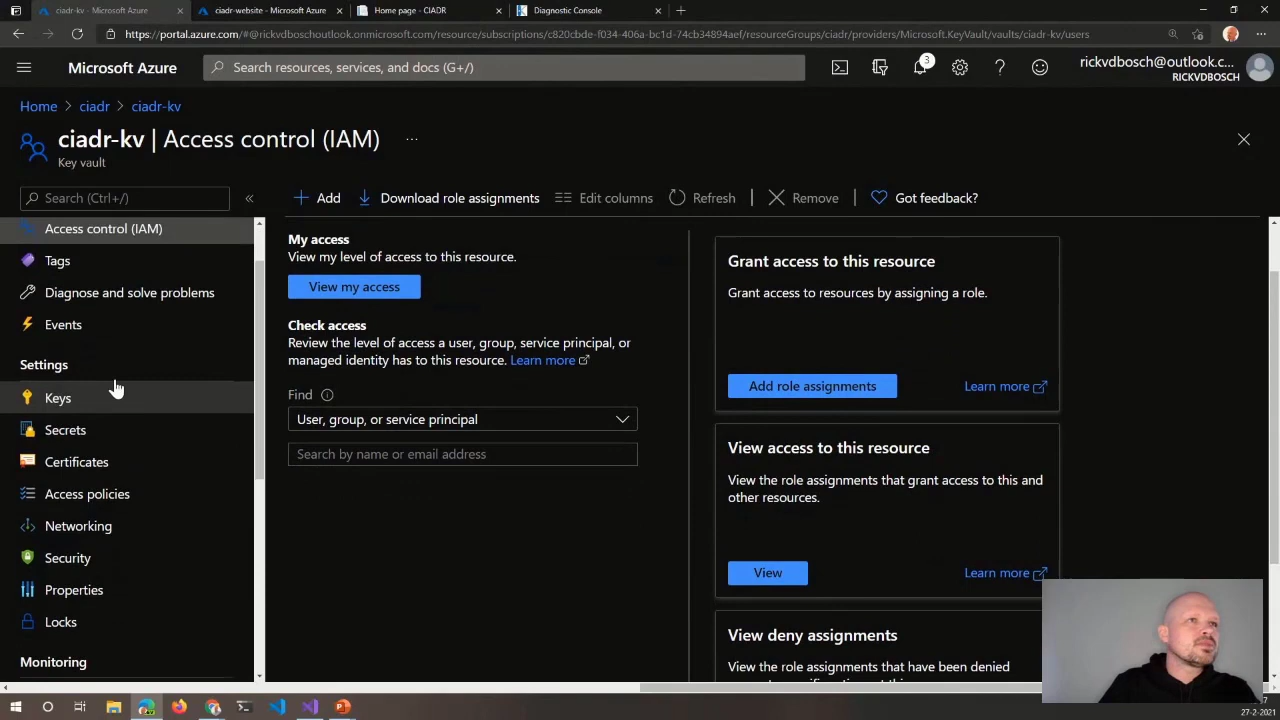 ciadr-kv - Microsoft Azure
ciadr-website - Microsoft Azure
Home page - CIADR
Diagnostic Console
https://portal.azure.com/#@rickvdboschoutlook.onmicrosoft.com/resource/subscriptions/c820cbde-f034-406a-bc1d-74cb34894aef/resourceGroups/ciadr/providers/Microsoft.KeyVault/vaults/ciadr-kv/users
Microsoft Azure
Search resources, services, and docs (G+/)
3
rickvdbosch@outlook.c...
RICKVDBOSCH
Home > ciadr > ciadr-kv
ciadr-kv | Access control (IAM) ...
Key vault
Search (Ctrl+/)
«
Add
Download role assignments
Edit columns
Refresh
Remove
Got feedback?
Access control (IAM)
Tags
Diagnose and solve problems
Events
Settings
Keys
Secrets
Certificates
Access policies
Networking
Security
Properties
Locks
Monitoring
My access
View my level of access to this resource.
View my access
Check access
Review the level of access a user, group, service principal, or
managed identity has to this resource. Learn more
Find
User, group, or service principal
Search by name or email address
Grant access to this resource
Grant access to resources by assigning a role.
Add role assignments
Learn more
View access to this resource
View the role assignments that grant access to this and
other resources.
View
Learn more
View deny assignments
View the role assignments that have been denied
27-2-2021